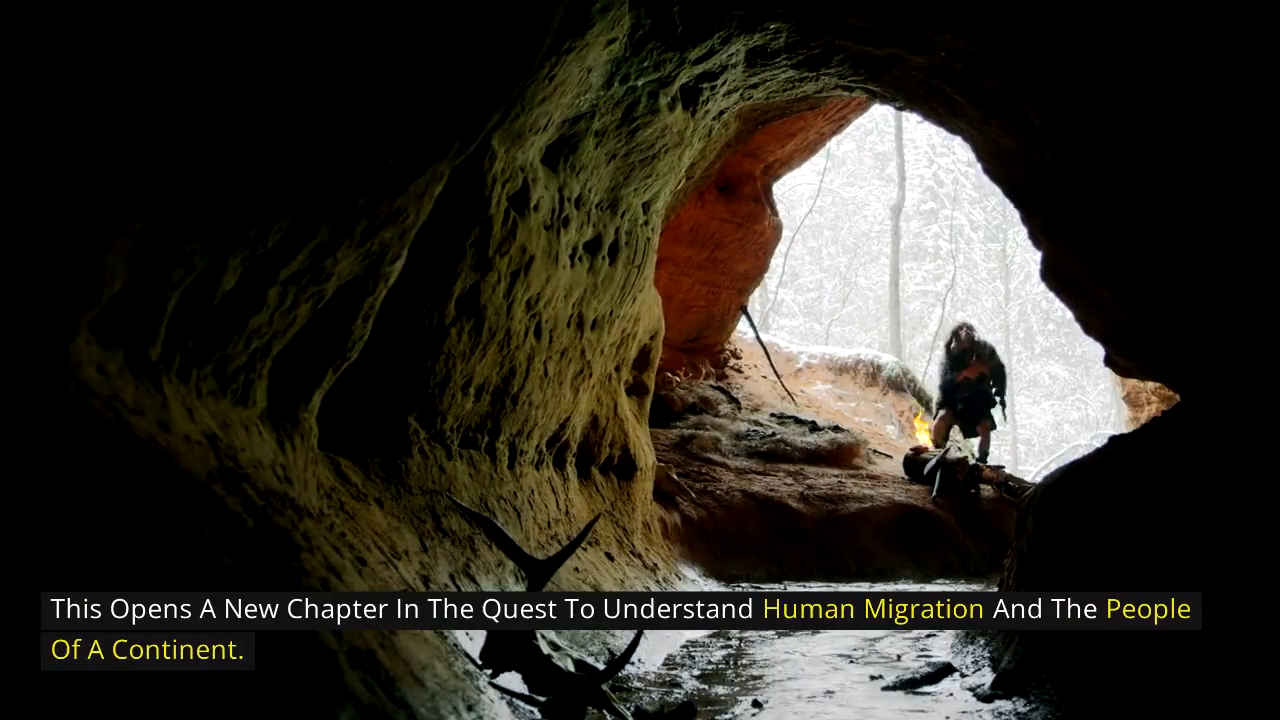 This Opens A New Chapter In The Quest To Understand Human Migration And The People
Of A Continent.